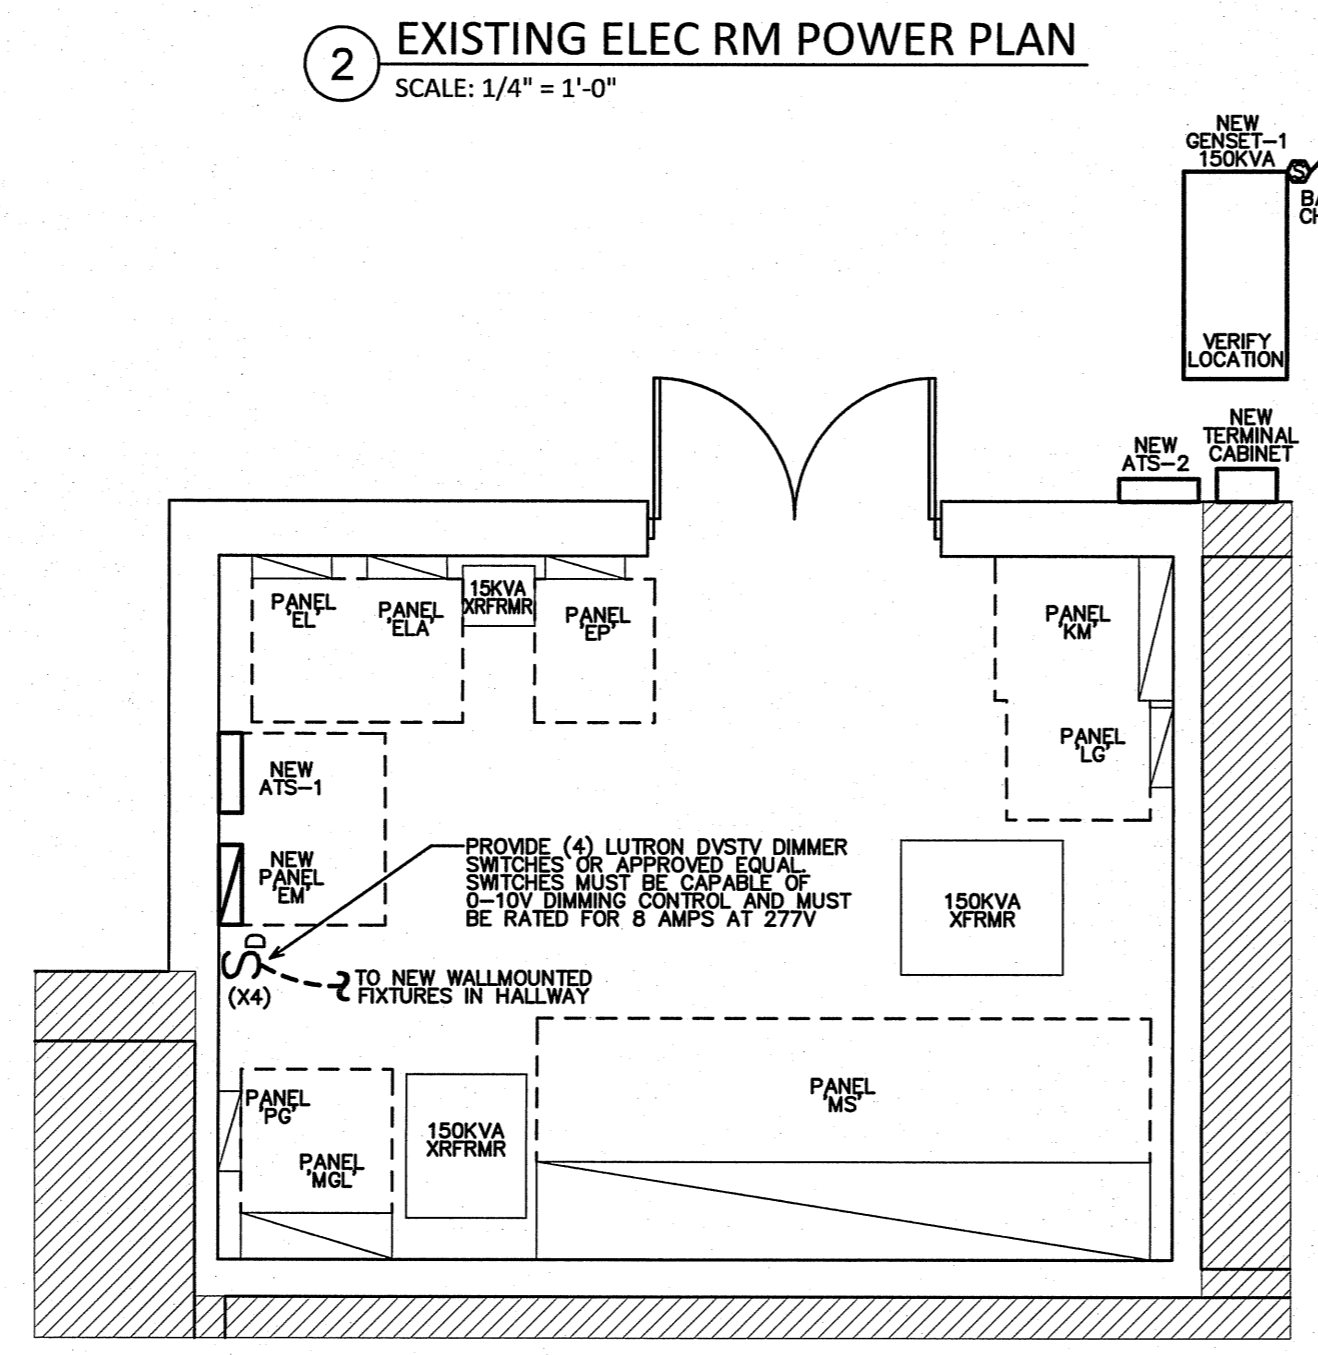 2
EXISTING ELEC RM POWER PLAN
SCALE: 1/4" = 1'-0"
NEW
GENSET-1
150KVA
S
VERIFY
LOCATION
NEW
TERMINAL
CABINET
NEW
ATS-2
PANEL
'EL'
PANEL
'ELA'
15KVA
XRFRMR
PANEL
'EP'
PANEL
'KM'
PANEL
'LG'
NEW
ATS-1
NEW
PANEL
'EM'
PROVIDE (4) LUTRON DVSTV DIMMER
SWITCHES OR APPROVED EQUAL.
SWITCHES MUST BE CAPABLE OF
0-10V DIMMING CONTROL AND MUST
BE RATED FOR 8 AMPS AT 277V
150KVA
XFRMR
SD
(X4)
TO NEW WALLMOUNTED
FIXTURES IN HALLWAY
PANEL
'PG'
PANEL
'MGL'
150KVA
XRFRMR
PANEL
'MS'